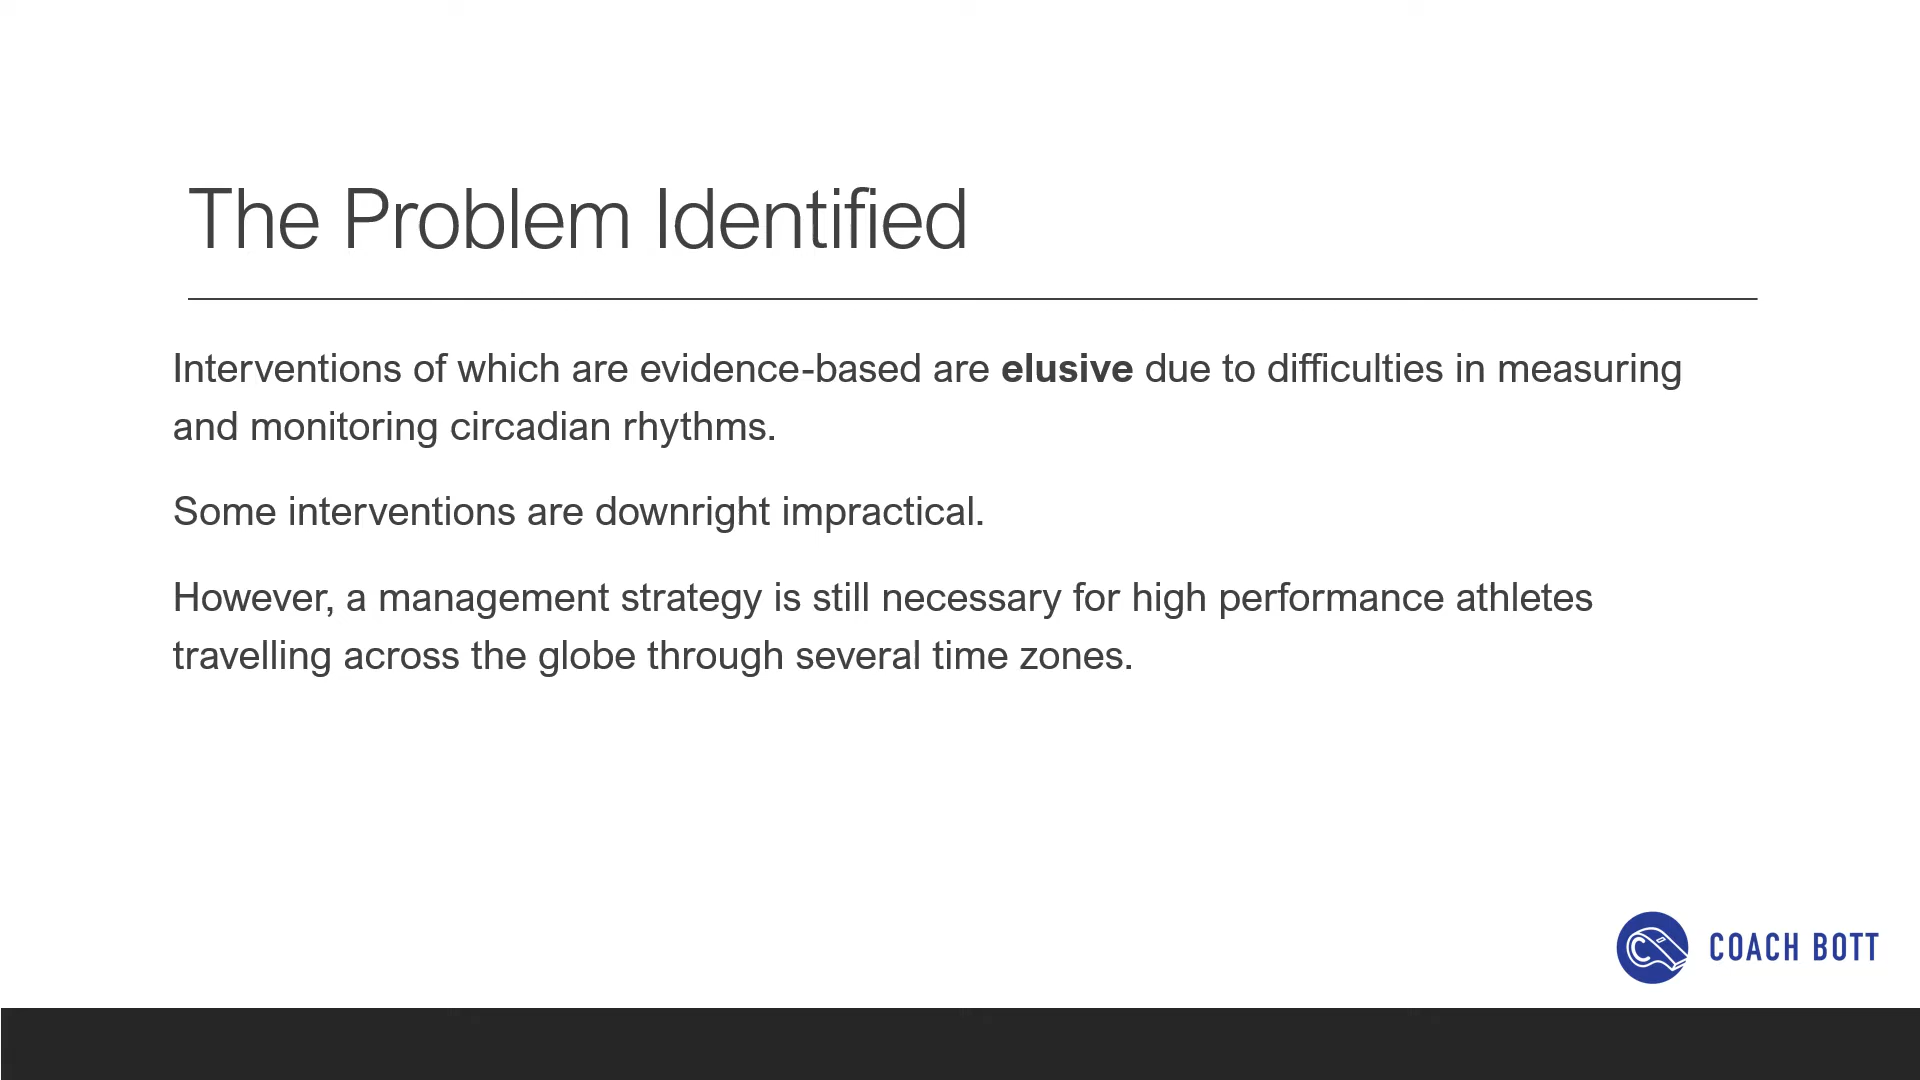 The Problem Identified
Interventions of which are evidence-based are elusive due to difficulties in measuring
and monitoring circadian rhythms.
Some interventions are downright impractical.
However, a management strategy is still necessary for high performance athletes
travelling across the globe through several time zones.
COACH BOTT